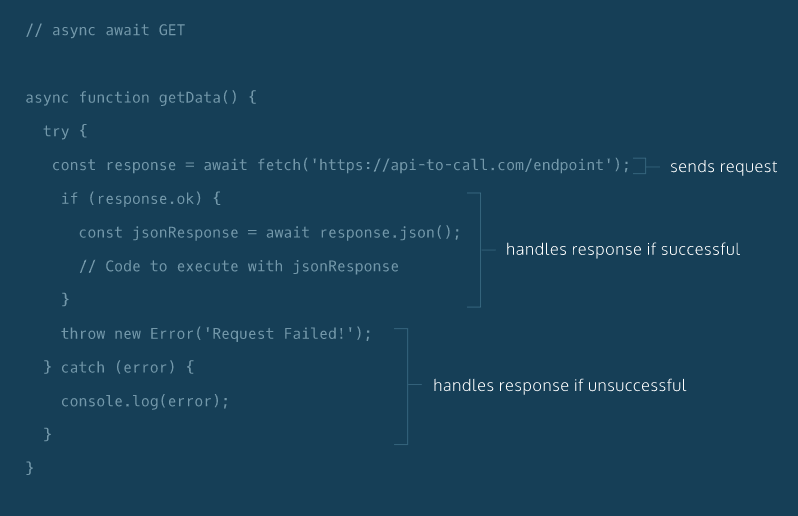 // async await GET
async function getData() {
try {
const response = await fetch('https://api-to-call.com/endpoint');
sends request
if (response.ok) {
const jsonResponse = await response.json();
handles response if successful
// Code to execute with jsonResponse
}
throw new Error('Request Failed!');
} catch (error) {
handles response if unsuccessful
console.log(error);
}
}